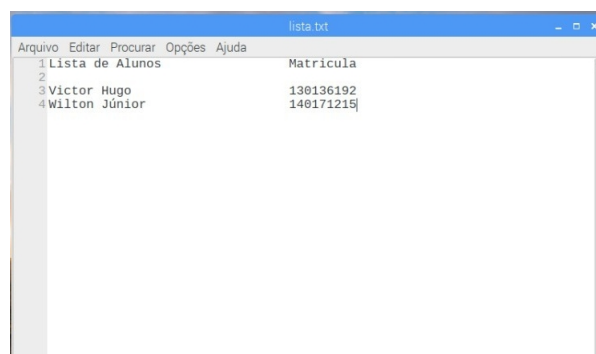 lista.txt
Arquivo Editar Procurar Opções Ajuda
1 Lista de Alunos Matricula
2
3 Victor Hugo 130136192
4 Wilton Júnior 140171215